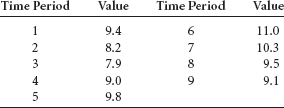 Time Period Value Time Period Value
1 9.4 6 11.0
2 8.2 7 10.3
3 7.9 8 9.5
4 9.0 9 9.1
5 9.8